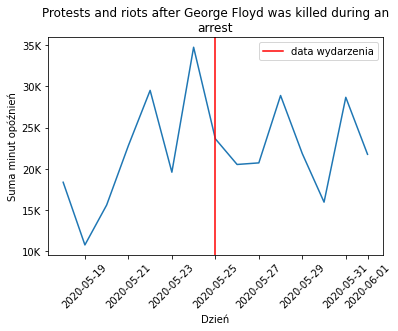 Protests and riots after George Floyd was killed during an
arrest
data wydarzenia
Suma minut opóźnień
35K
30K
25K
20K
15K
10K
2020-05-19
2020-05-21
2020-05-23
2020-05-25
2020-05-27
2020-05-29
2020-05-31
2020-06-01
Dzień